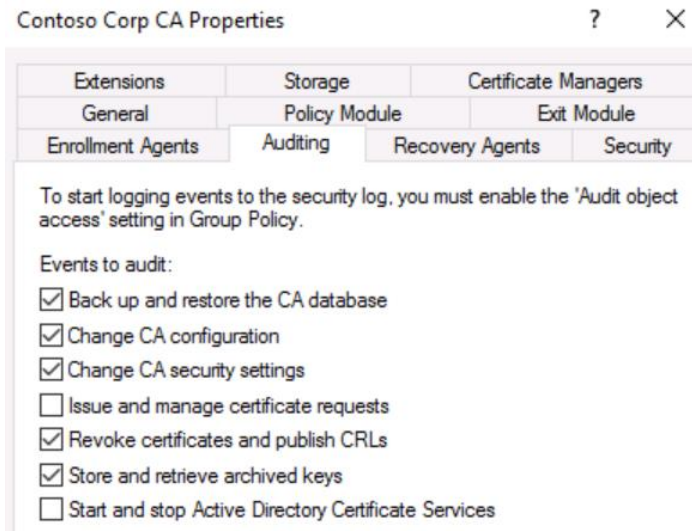 Contoso Corp CA Properties ? ×
Extensions Storage Certificate Managers
General Policy Module Exit Module
Enrollment Agents Auditing Recovery Agents Security
To start logging events to the security log, you must enable the 'Audit object
access' setting in Group Policy.
Events to audit:
Back up and restore the CA database
Change CA configuration
Change CA security settings
Issue and manage certificate requests
Revoke certificates and publish CRLs
Store and retrieve archived keys
Start and stop Active Directory Certificate Services